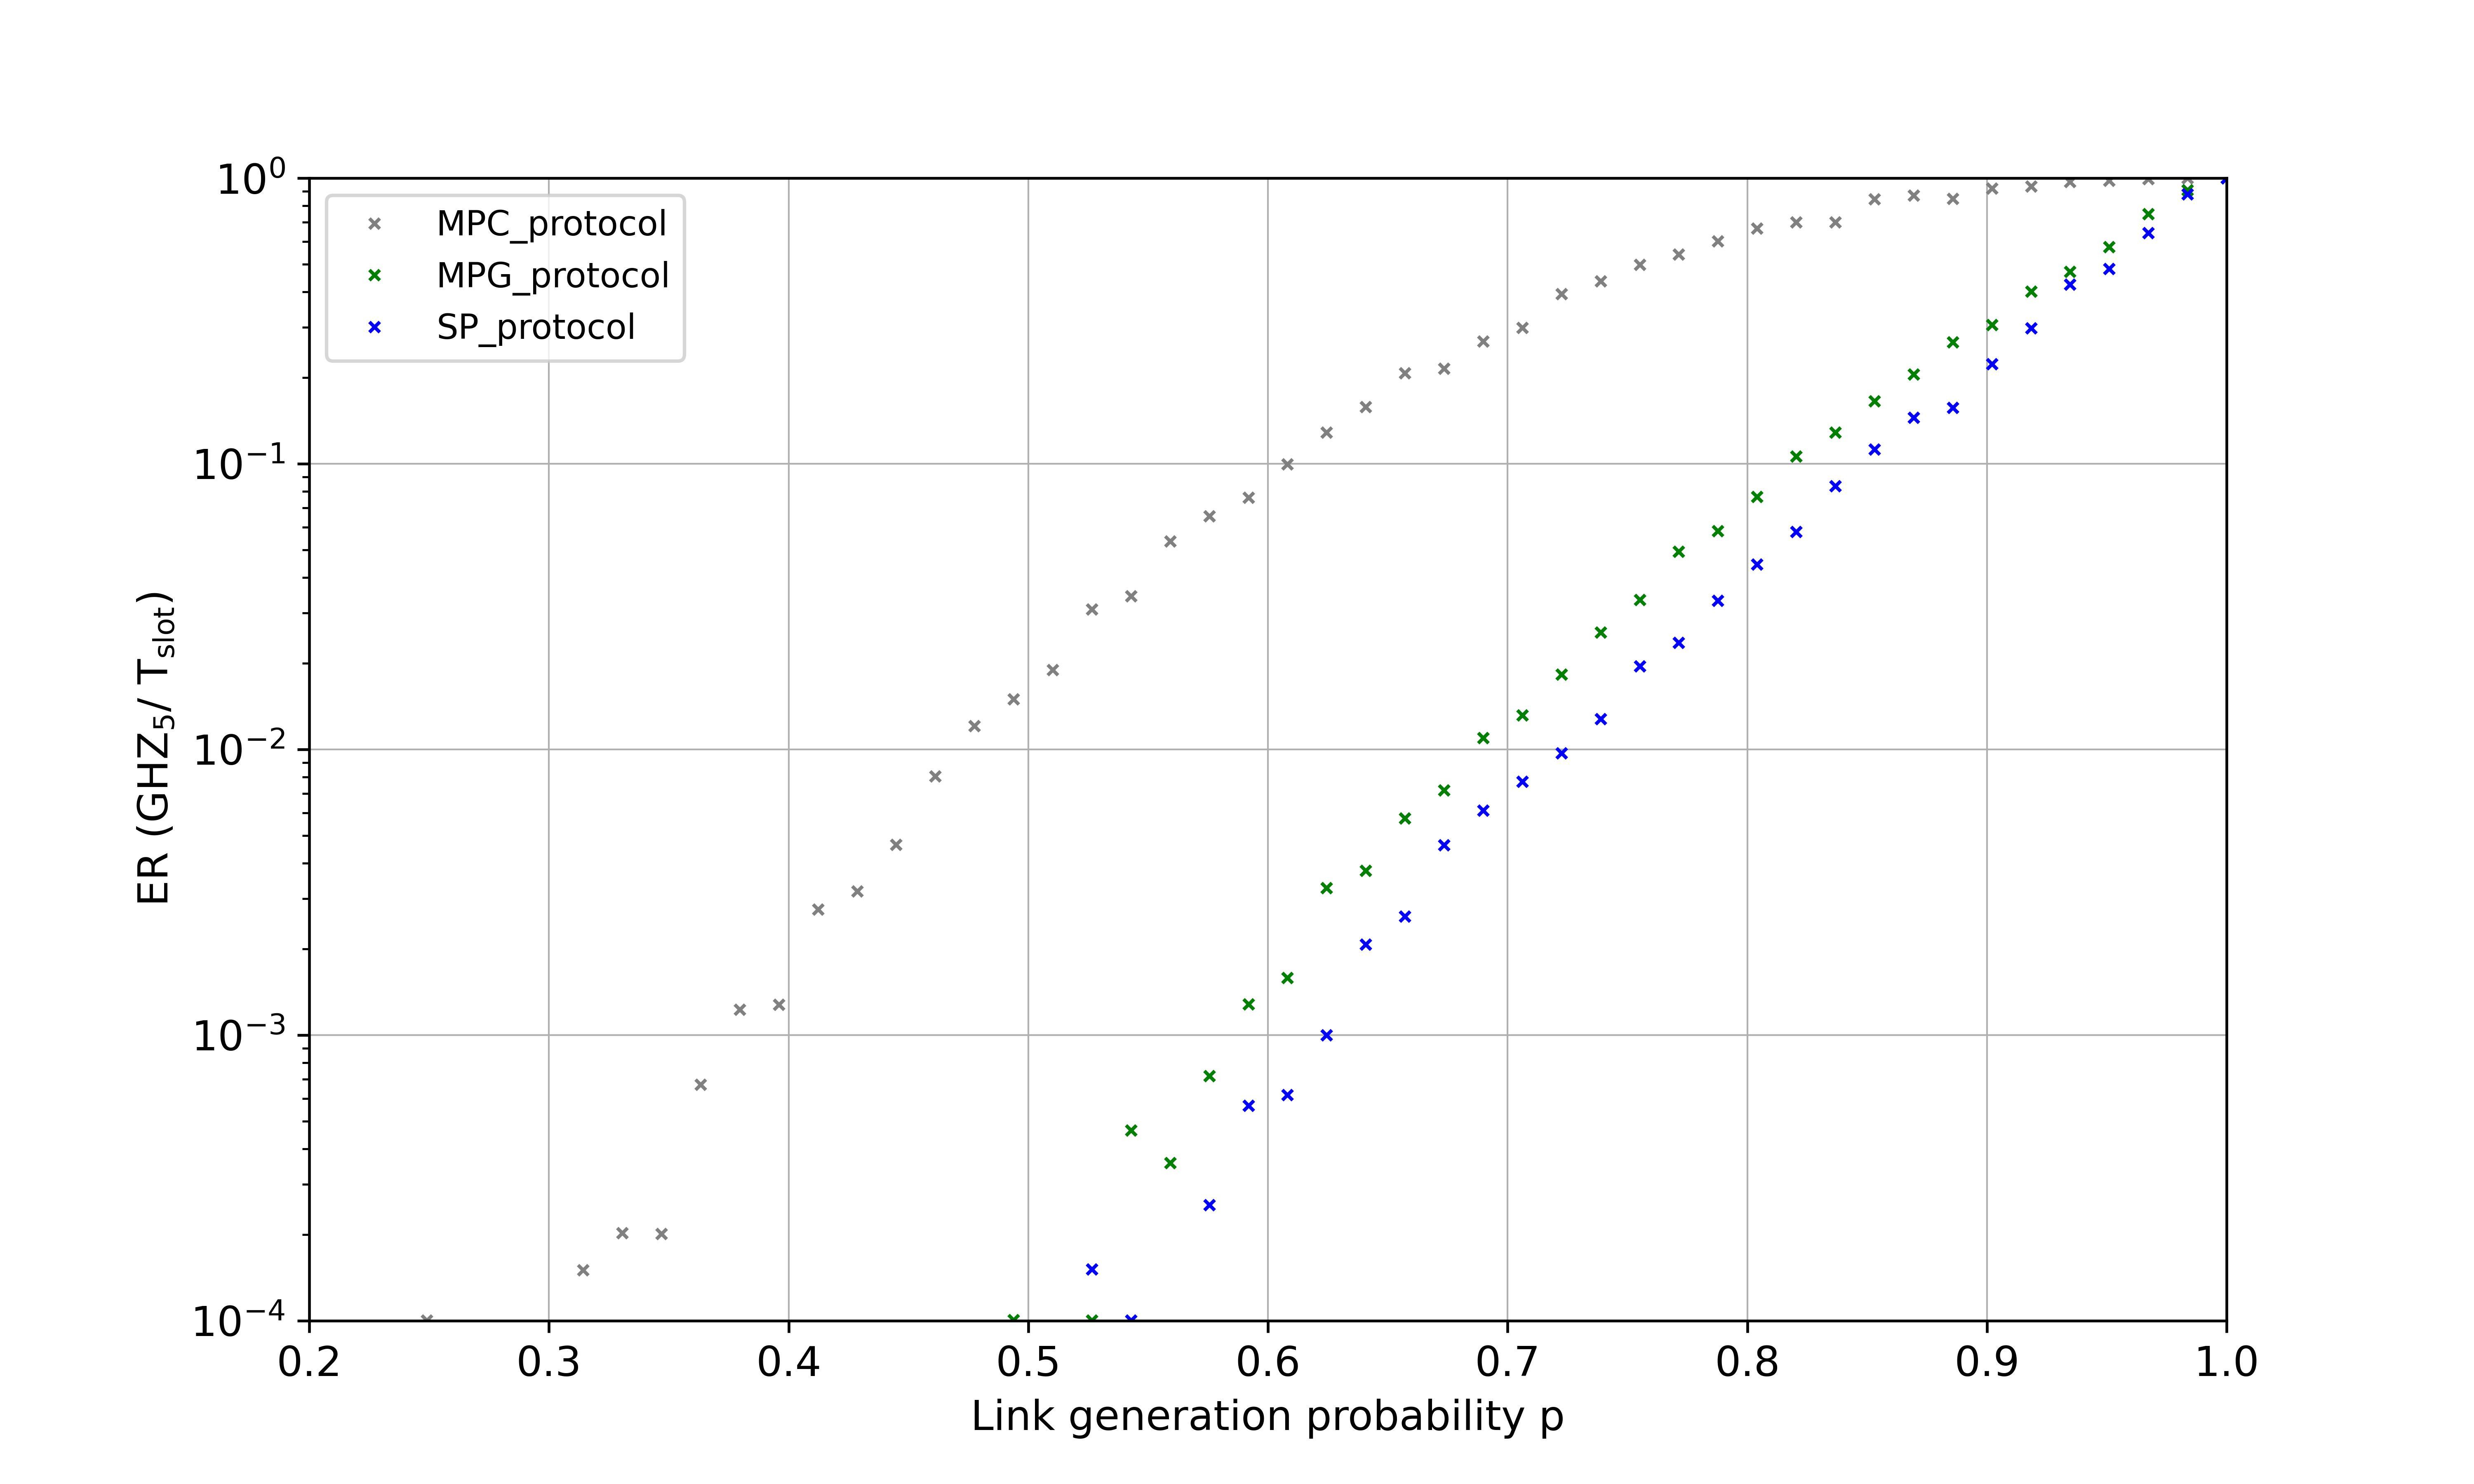 10⁰
10⁻¹
10⁻²
10⁻³
10⁻⁴
MPC_protocol
MPG_protocol
SP_protocol
ER (GHZ₅/ Tₛₗₒₜ)
0.2 0.3 0.4 0.5 0.6 0.7 0.8 0.9 1.0
Link generation probability p